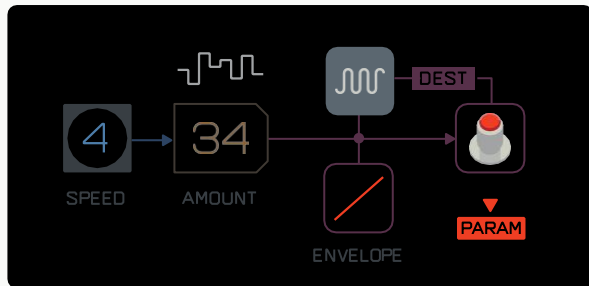 DEST
4
34
SPEED
AMOUNT
PARAM
ENVELOPE